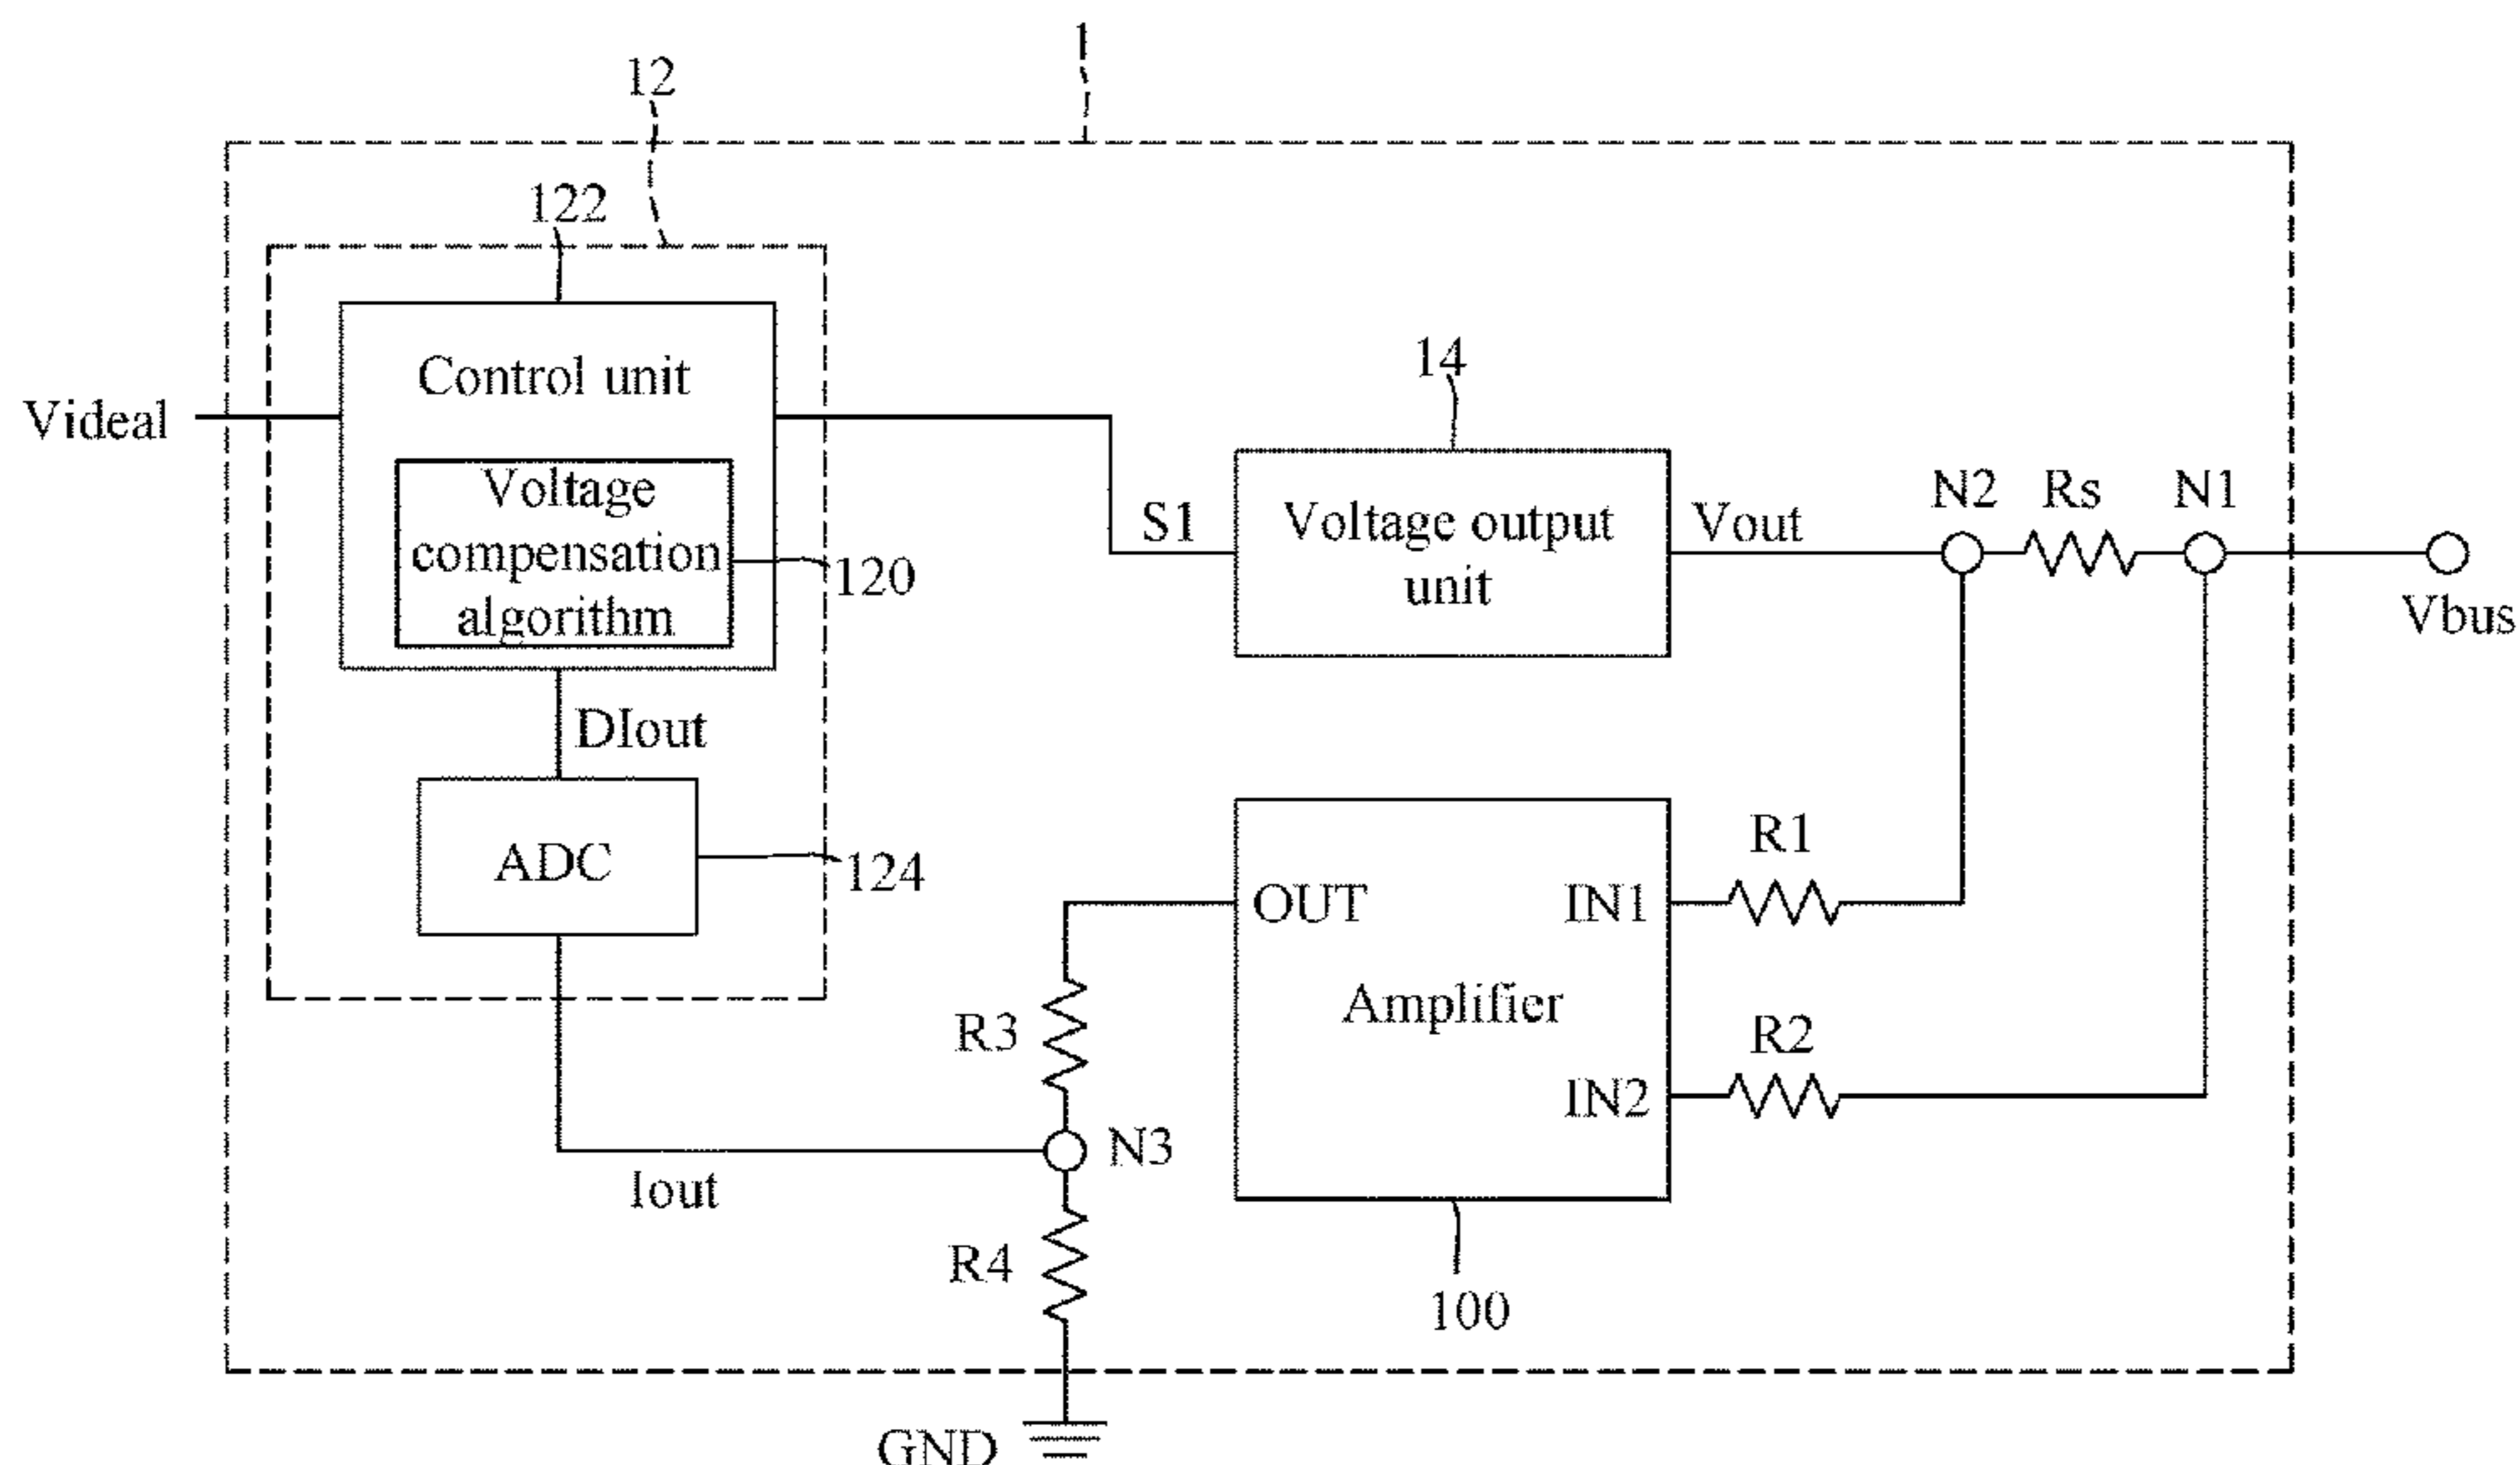 1
12
122
Control unit
Videal
Voltage
compensation
algorithm
120
DIout
ADC
124
Iout
S1
14
Voltage output
unit
Vout
N2
Rs
N1
Vbus
R1
OUT
IN1
Amplifier
R2
IN2
R3
N3
R4
100
GND